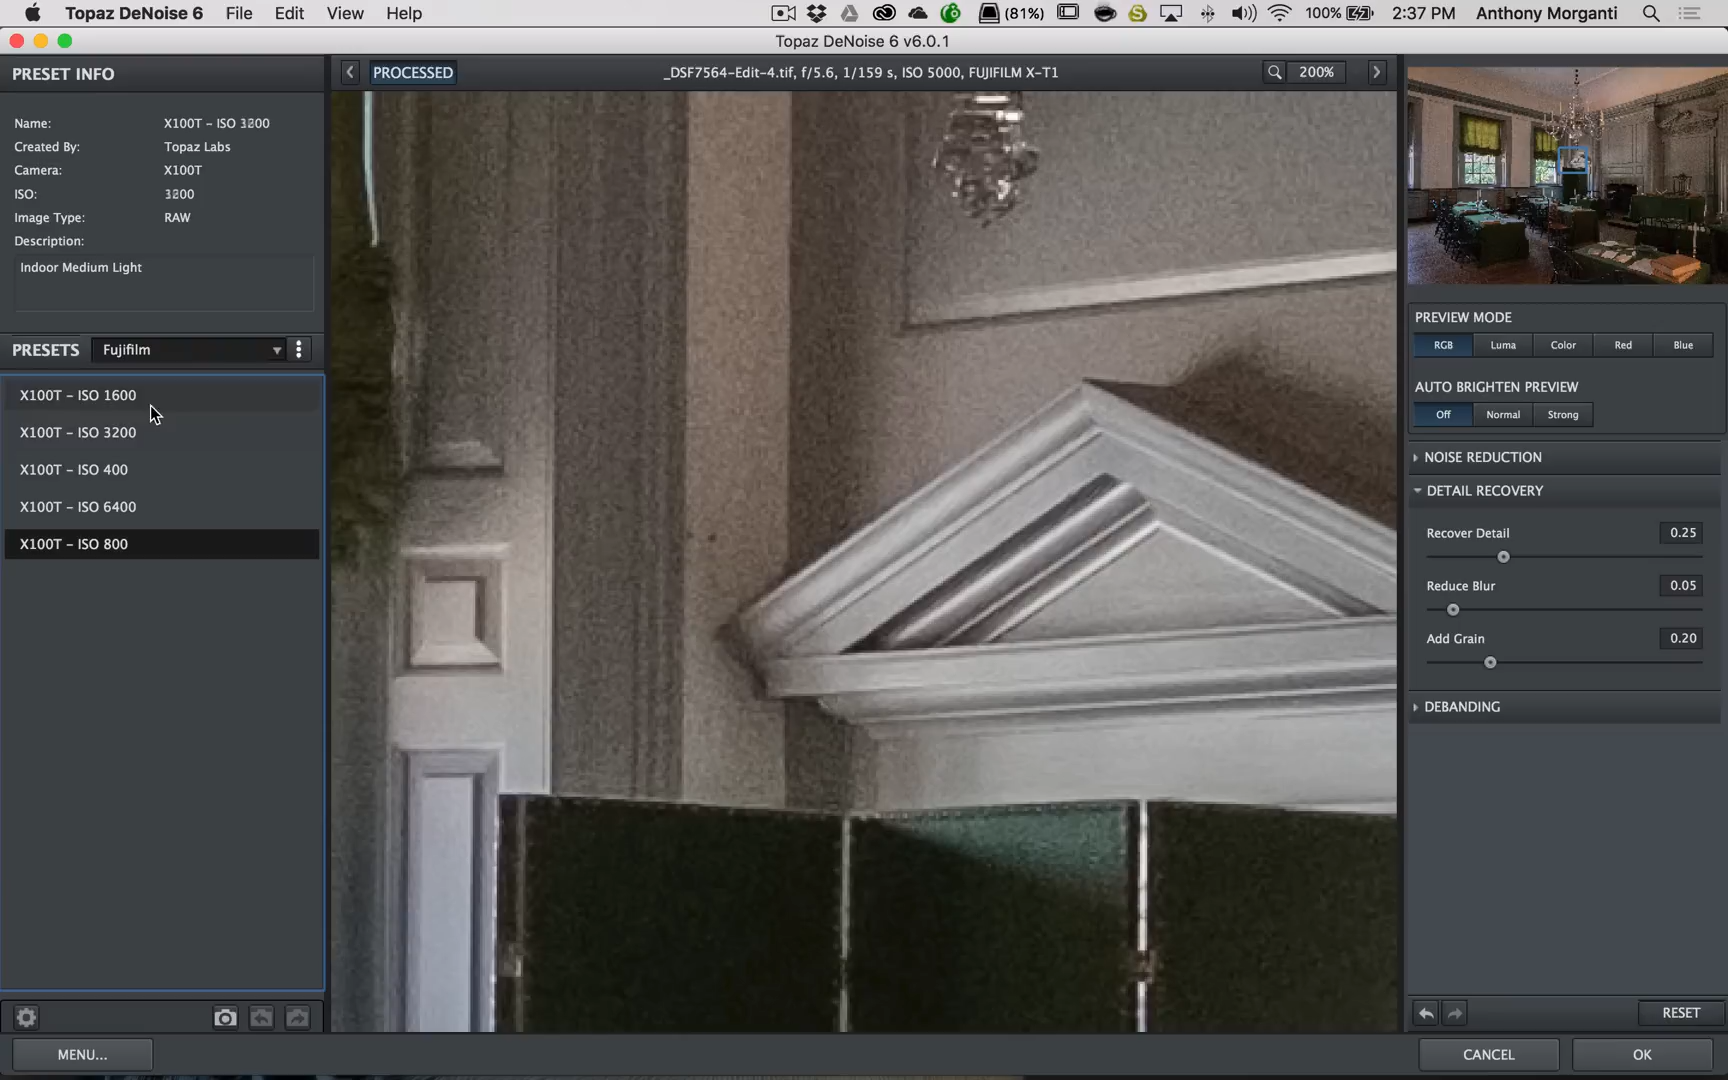 Topaz DeNoise 6 File Edit View Help (81%) 100% 2:37 PM Anthony Morganti
Topaz DeNoise 6 v6.0.1
PRESET INFO
Name: X100T – ISO 3200
Created By: Topaz Labs
Camera: X100T
ISO: 3200
Image Type: RAW
Description:
Indoor Medium Light
PRESETS Fujifilm
X100T – ISO 1600
X100T – ISO 3200
X100T – ISO 400
X100T – ISO 6400
X100T – ISO 800
MENU...
PROCESSED _DSF7564-Edit-4.tif, f/5.6, 1/159 s, ISO 5000, FUJIFILM X-T1 200%
PREVIEW MODE
RGB Luma Color Red Blue
AUTO BRIGHTEN PREVIEW
Off Normal Strong
NOISE REDUCTION
DETAIL RECOVERY
Recover Detail 0.25
Reduce Blur 0.05
Add Grain 0.20
DEBANDING
RESET
CANCEL OK